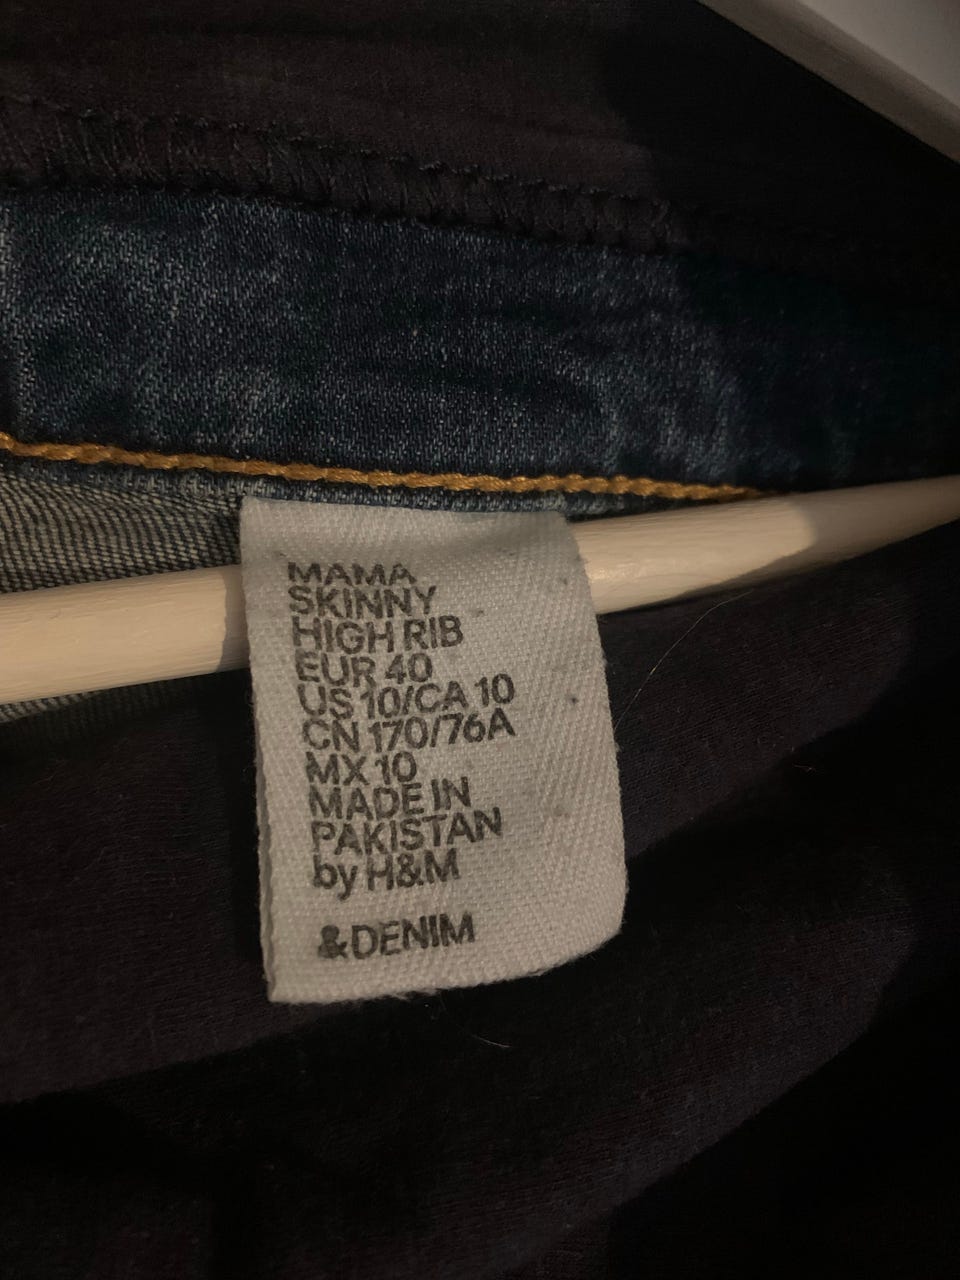 MAMA
SKINNY
HIGH RIB
EUR 40
US 10/CA 10
CN 170/76A
MX 10
MADE IN
PAKISTAN
by H&M
&DENIM